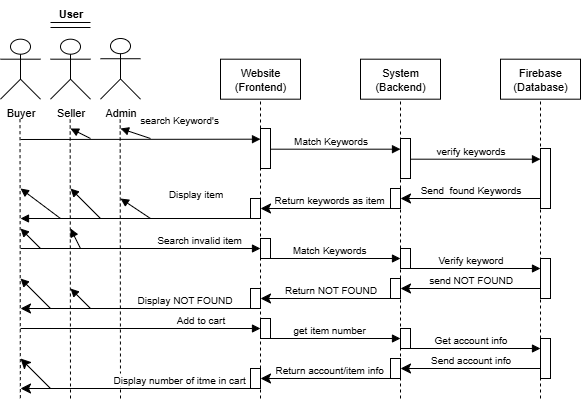 User
Website
(Frontend)
System
(Backend)
Firebase
(Database)
Buyer
Seller
Admin
search Keyword's
Match Keywords
verify keywords
Send found Keywords
Display item
Return keywords as item
Search invalid item
Match Keywords
Verify keyword
send NOT FOUND
Return NOT FOUND
Display NOT FOUND
Add to cart
get item number
Get account info
Send account info
Return account/item info
Display number of itme in cart